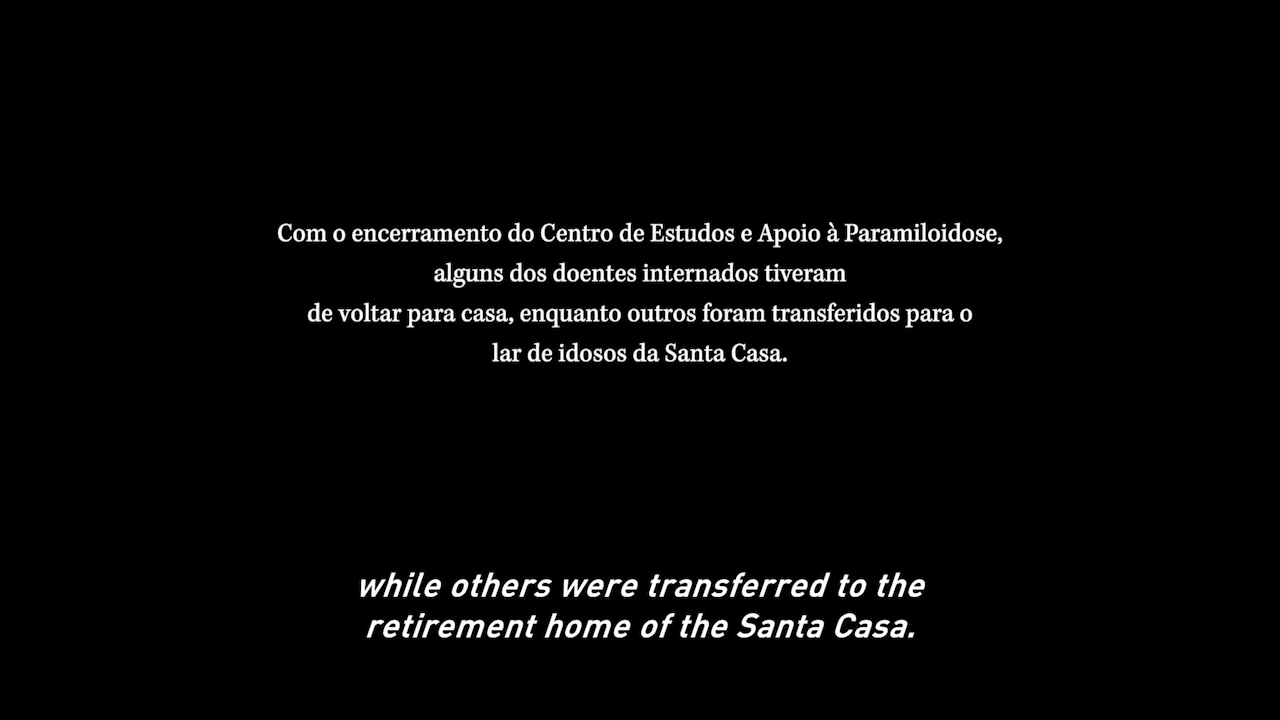 Com o encerramento do Centro de Estudos e Apoio à Paramiloidose,
alguns dos doentes internados tiveram
de voltar para casa, enquanto outros foram transferidos para o
lar de idosos da Santa Casa.
while others were transferred to the
retirement home of the Santa Casa.